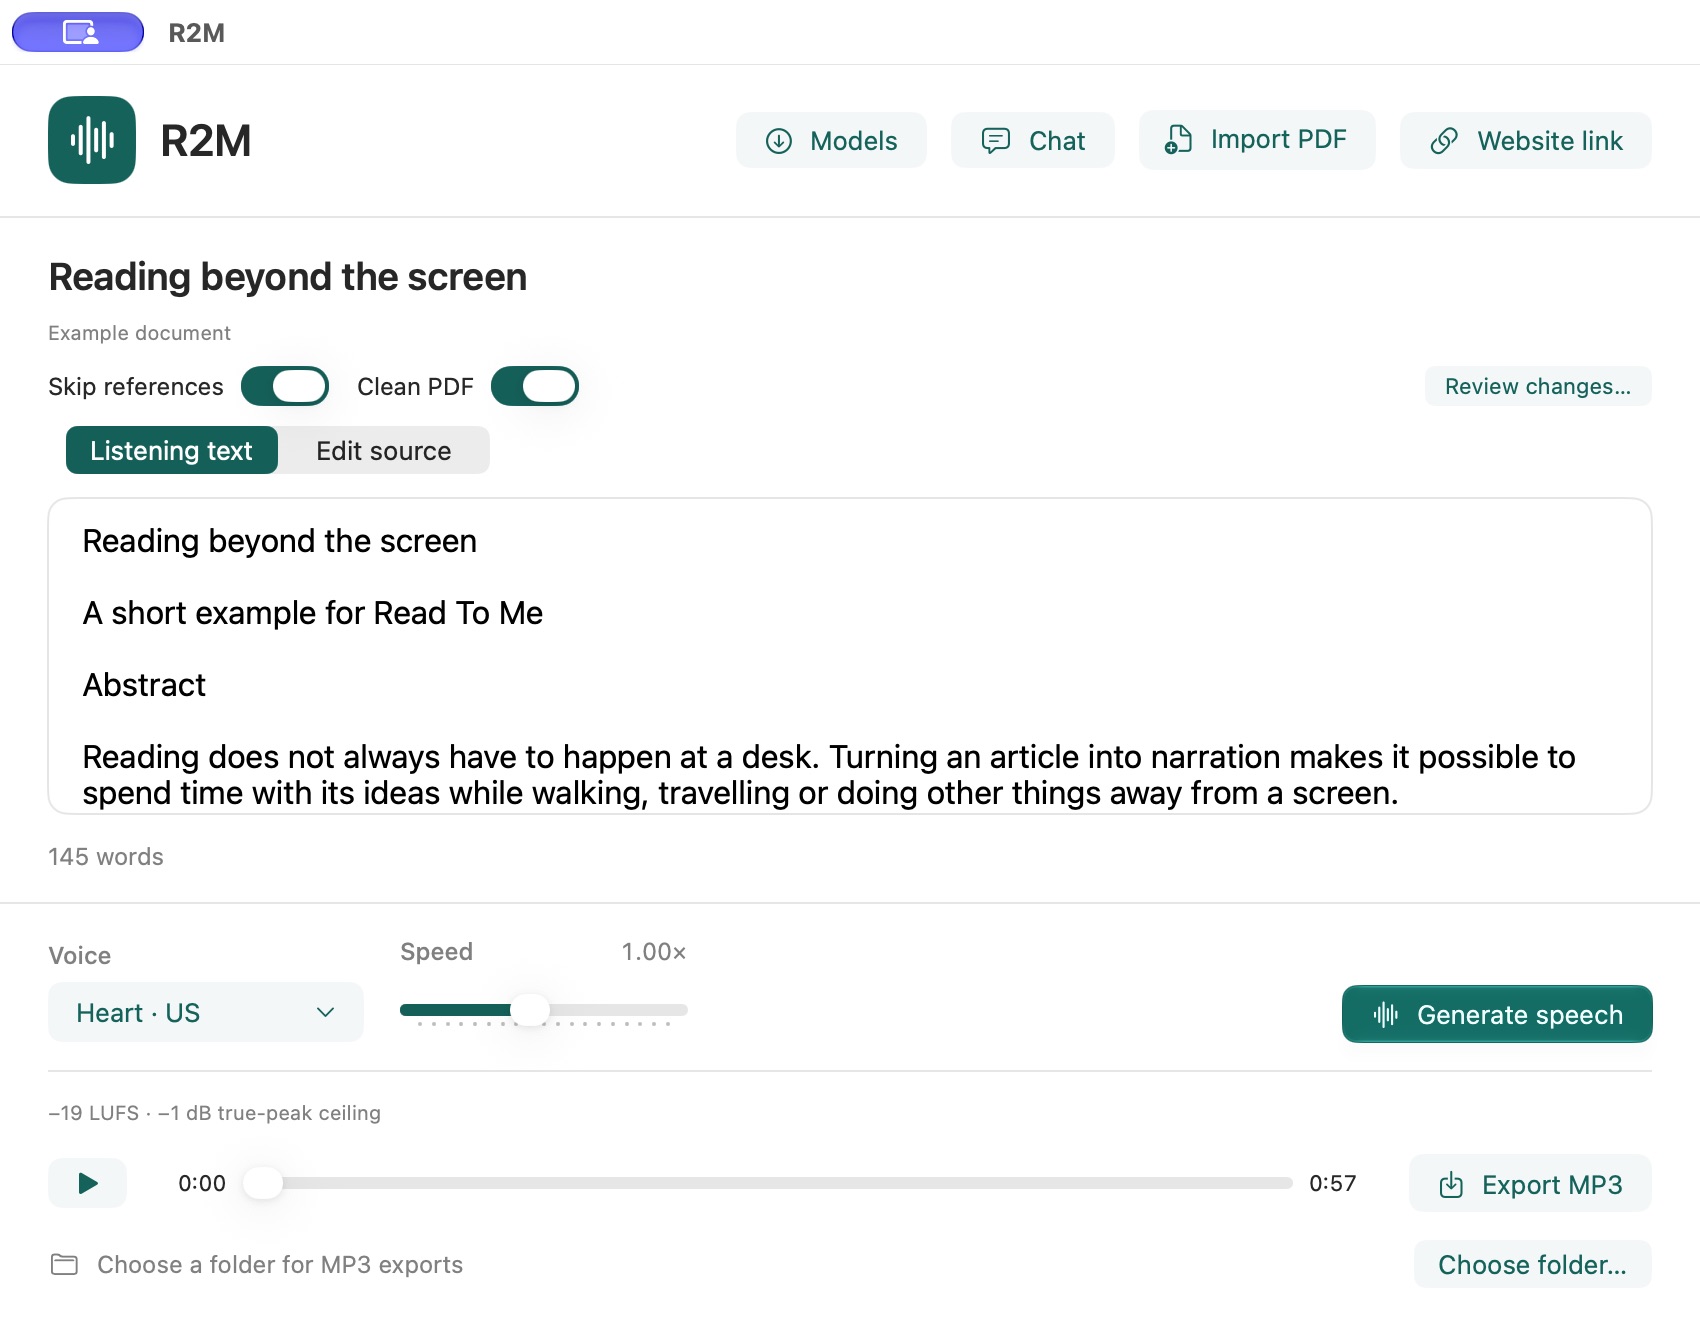 R2M
R2M
Models
Chat
Import PDF
Website link
Reading beyond the screen
Example document
Skip references
Clean PDF
Review changes...
Listening text
Edit source
Reading beyond the screen
A short example for Read To Me
Abstract
Reading does not always have to happen at a desk. Turning an article into narration makes it possible to
spend time with its ideas while walking, travelling or doing other things away from a screen.
145 words
Voice
Speed
1.00×
Heart · US
Generate speech
–19 LUFS · –1 dB true-peak ceiling
0:00
0:57
Export MP3
Choose a folder for MP3 exports
Choose folder...